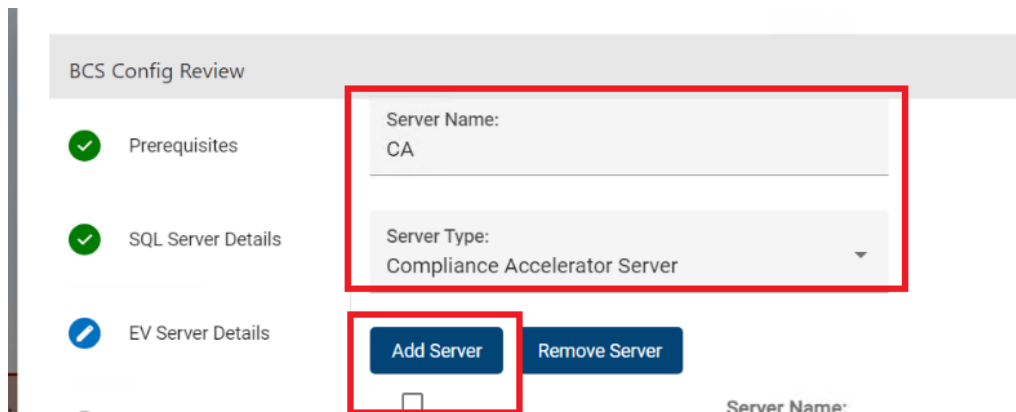 BCS Config Review
Prerequisites
SQL Server Details
EV Server Details
Server Name:
CA
Server Type:
Compliance Accelerator Server
Add Server
Remove Server
Server Name: